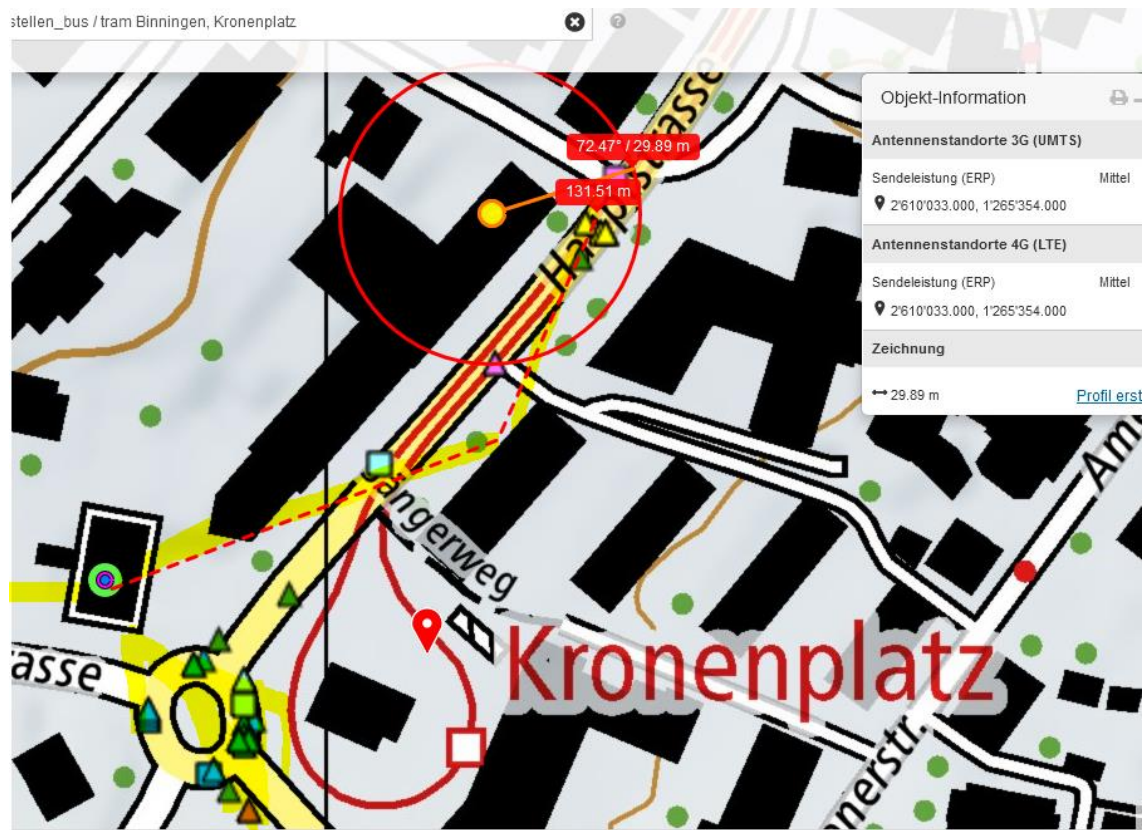 stellen_bus / tram Binningen, Kronenplatz
72.47° / 29.89 m
131.51 m
Hauptstrasse
Objekt-Information
Antennenstandorte 3G (UMTS)
Sendeleistung (ERP) Mittel
2'610'033.000, 1'265'354.000
Antennenstandorte 4G (LTE)
Sendeleistung (ERP) Mittel
2'610'033.000, 1'265'354.000
Zeichnung
29.89 m Profil erst
Am
angerweg
Kronenplatz
asse
nerstr.